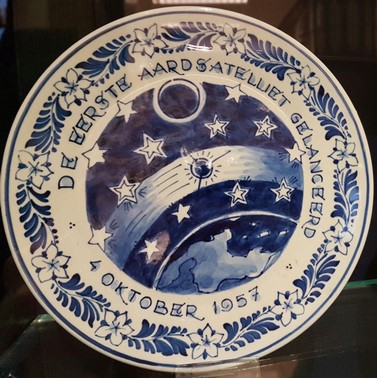 DE EERSTE AARDSATELLIET GELANCEERD
4 OKTOBER 1957